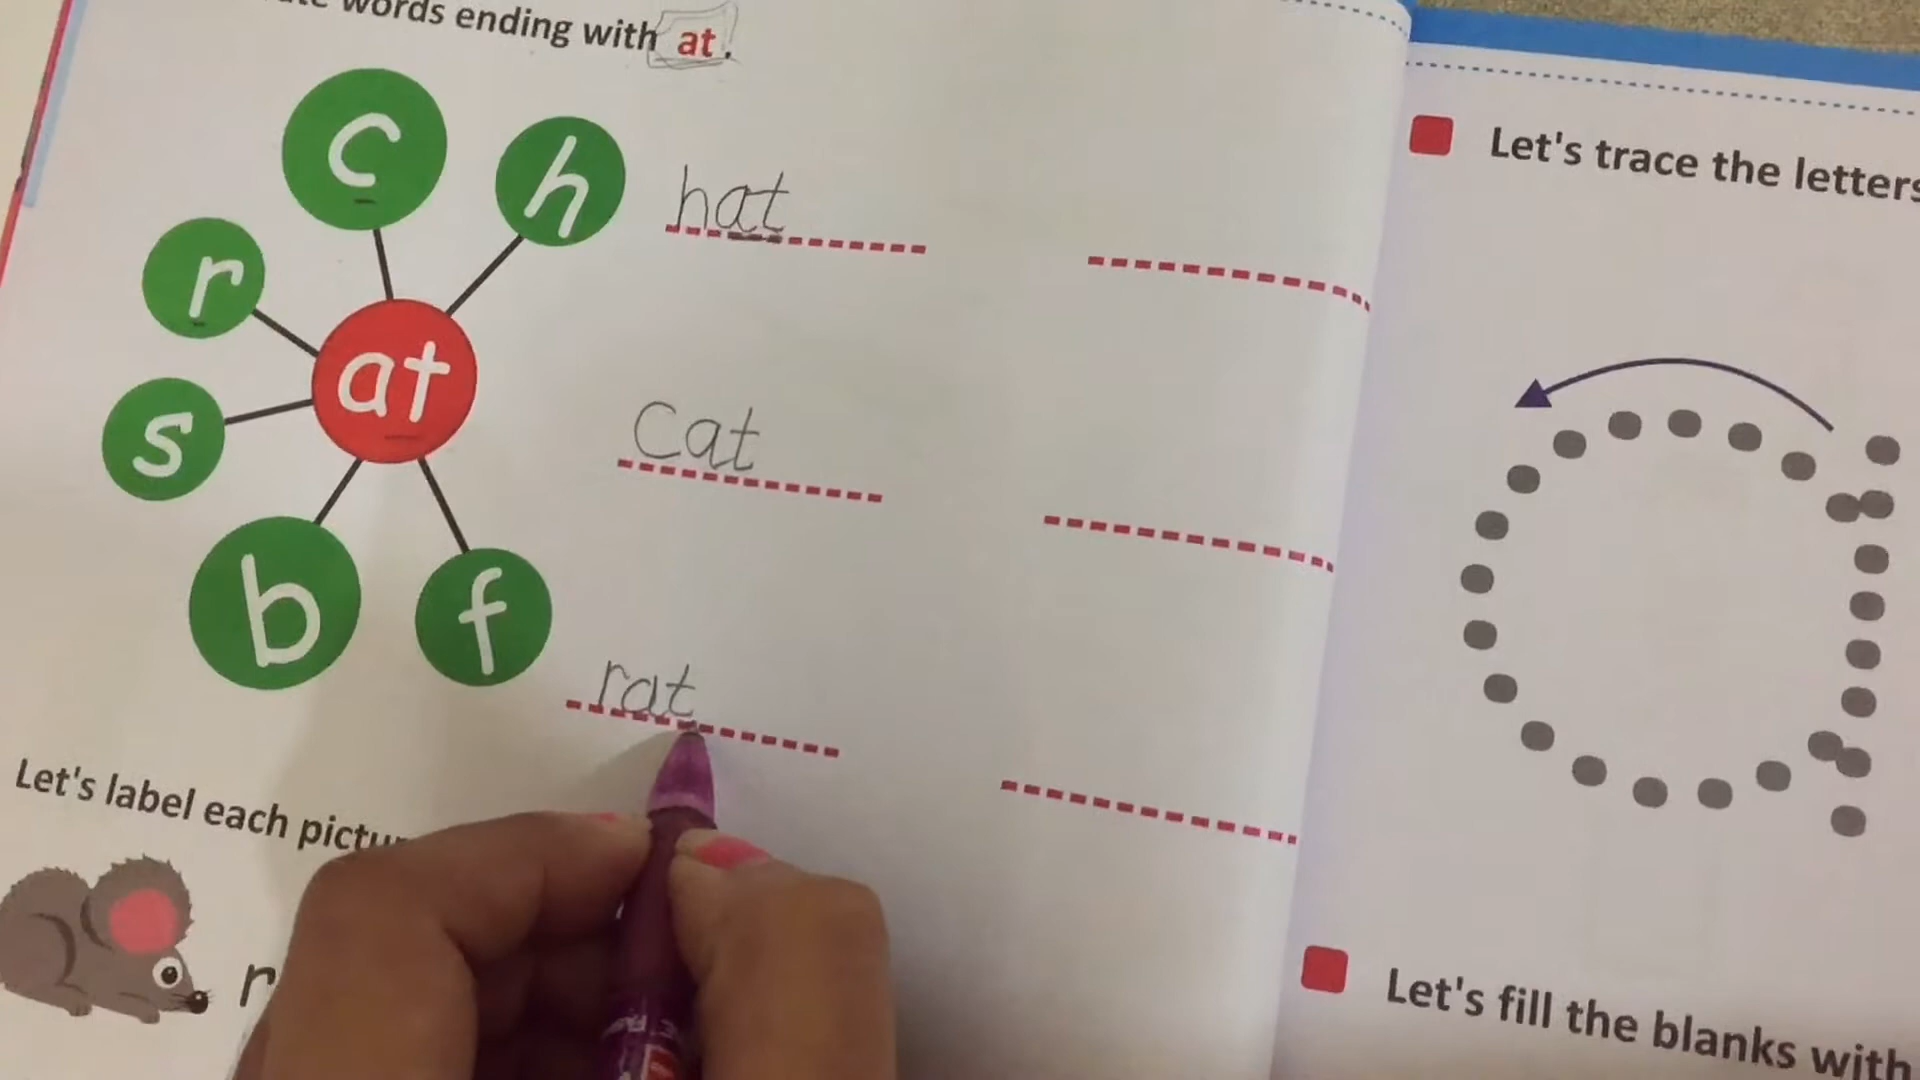 words ending with at.
c
h
hat
r
at
s
Cat
b
f
rat
Let's label each
r
Let's trace the letters
Let's fill the blanks with